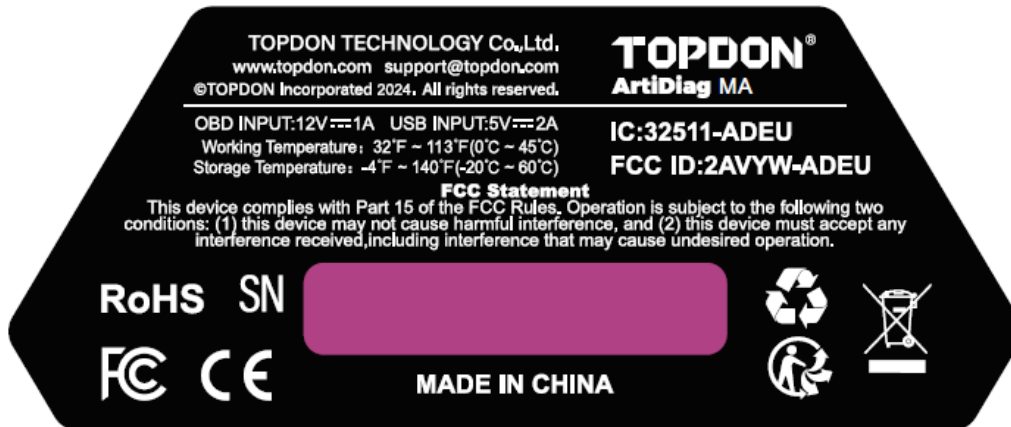 TOPDON TECHNOLOGY Co.,Ltd.
www.topdon.com support@topdon.com
©TOPDON Incorporated 2024. All rights reserved.
TOPDON®
ArtiDiag MA
OBD INPUT:12V⎓1A USB INPUT:5V⎓2A
Working Temperature: 32°F ~ 113°F(0°C ~ 45°C)
Storage Temperature: -4°F ~ 140°F(-20°C ~ 60°C)
IC:32511-ADEU
FCC ID:2AVYW-ADEU
FCC Statement
This device complies with Part 15 of the FCC Rules. Operation is subject to the following two
conditions: (1) this device may not cause harmful interference, and (2) this device must accept any
interference received,including interference that may cause undesired operation.
RoHS SN
FC CE
MADE IN CHINA